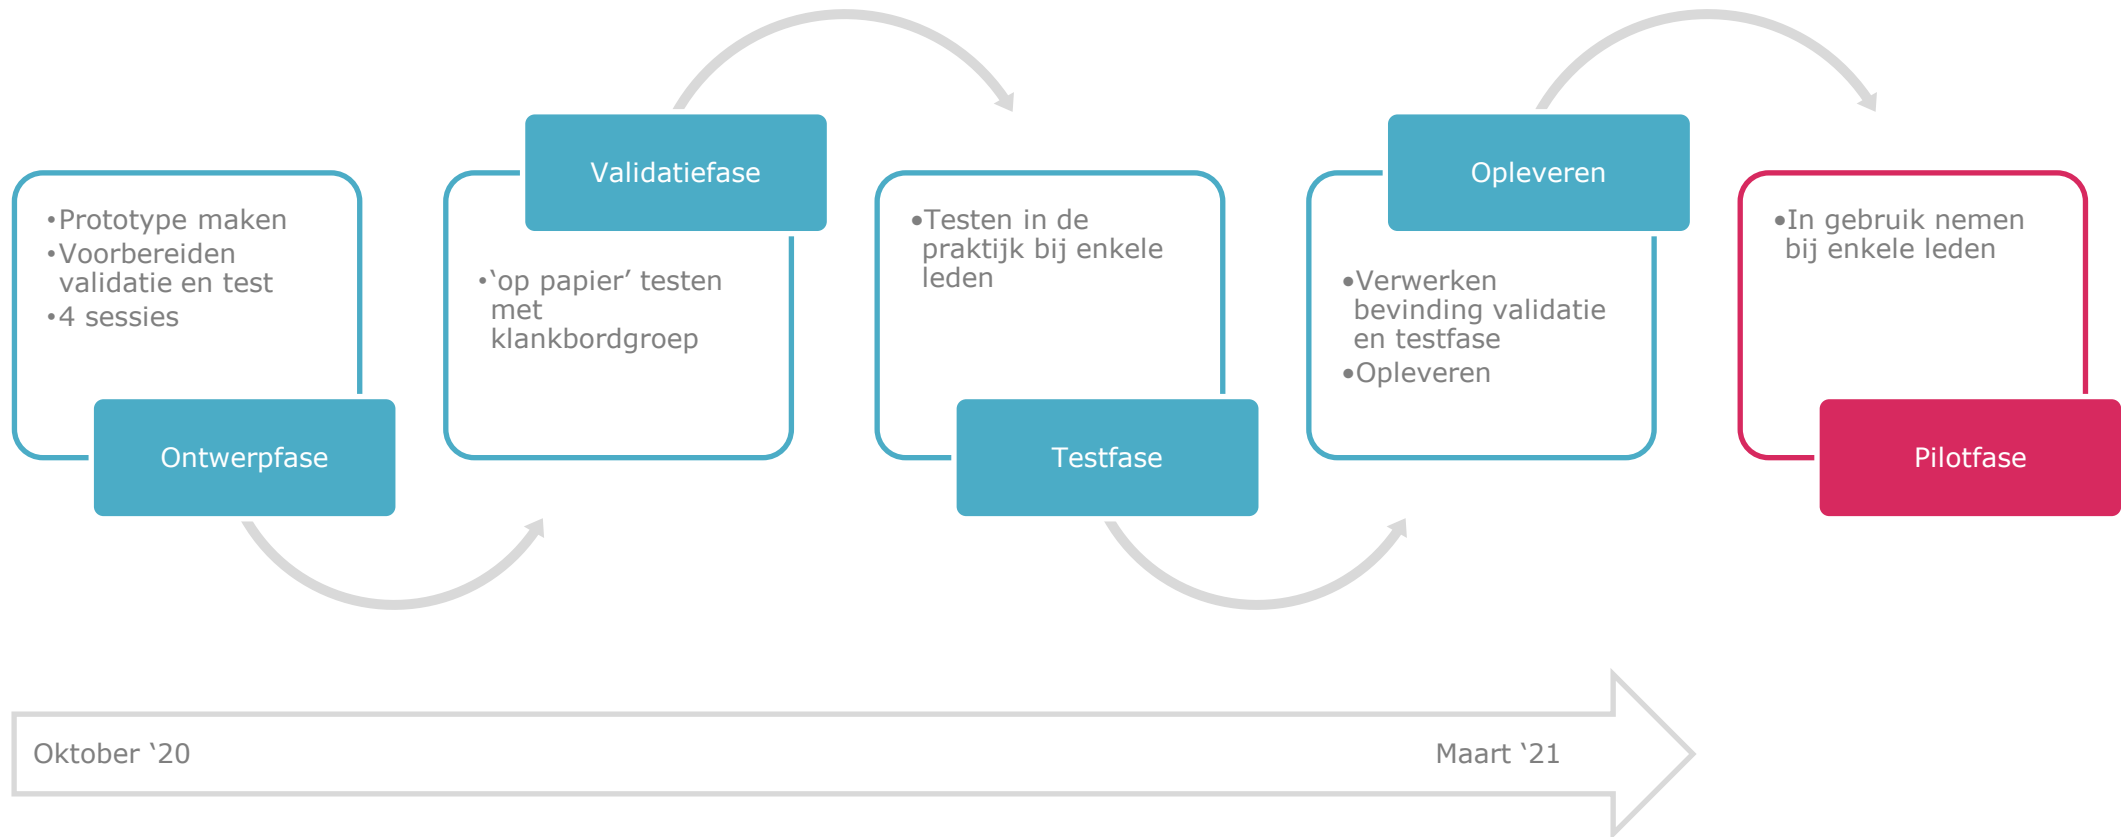 •Prototype maken
•Voorbereiden
validatie en test
•4 sessies
Ontwerpfase
Validatiefase
•‘op papier’ testen
met
klankbordgroep
•Testen in de
praktijk bij enkele
leden
Testfase
Opleveren
•Verwerken
bevinding validatie
en testfase
•Opleveren
•In gebruik nemen
bij enkele leden
Pilotfase
Oktober ‘20
Maart ‘21